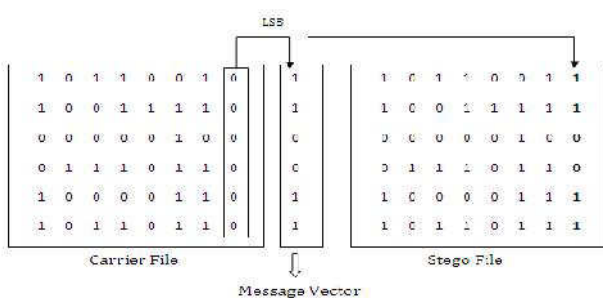 LSB
1 0 1 1 0 0 1 0 1 1 0 1 1 0 0 1 1
1 0 0 1 1 1 1 0 1 1 0 0 1 1 1 1 1
0 0 0 0 0 1 0 0 0 0 0 0 0 0 1 0 0
0 1 1 1 0 1 1 0 0 0 1 1 1 0 1 1 0
1 0 0 0 0 1 1 0 1 1 0 0 0 0 1 1 1
1 0 1 1 0 1 1 0 1 1 0 1 1 0 1 1 1
Carrier File
Stego File
Message Vector